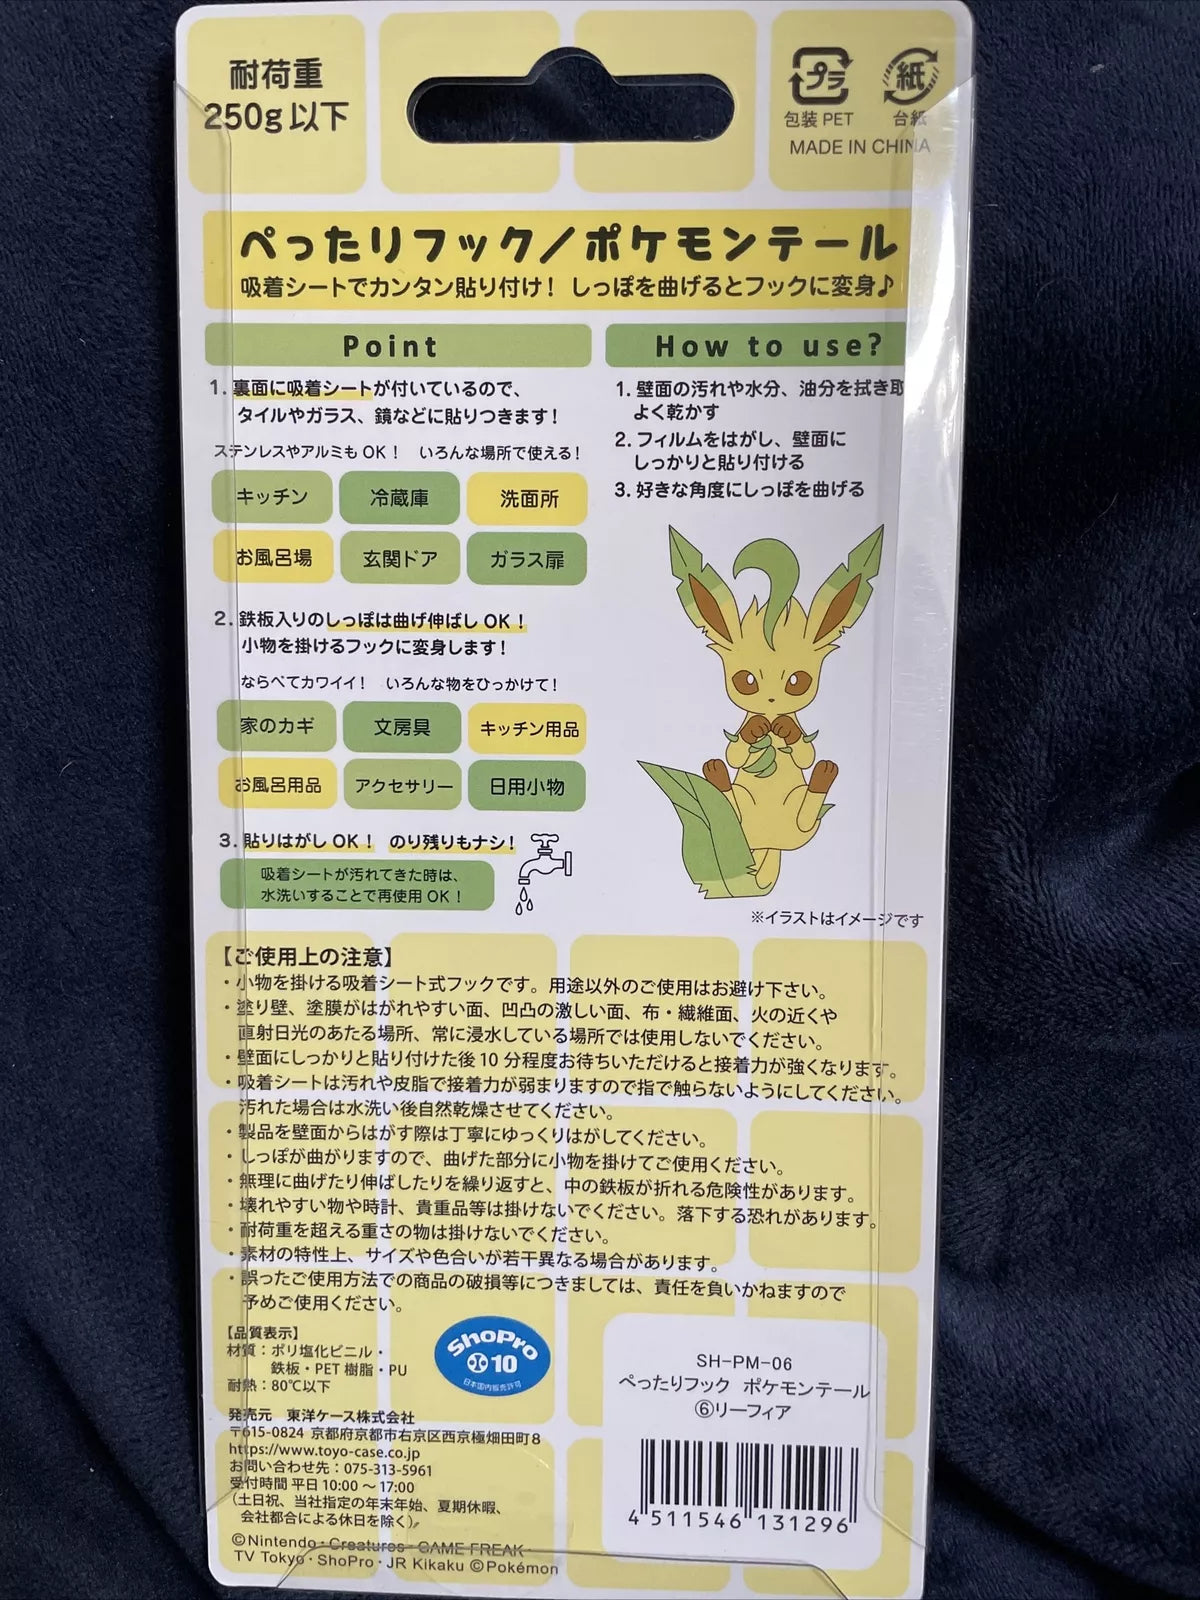 耐荷重
250g以下
プラ
包装 PET
紙
台紙
MADE IN CHINA
ぺったりフック/ポケモンテール
吸着シートでカンタン貼り付け! しっぽを曲げるとフックに変身♪
Point
1. 裏面に吸着シートが付いているので、
タイルやガラス、鏡などに貼りつきます!
ステンレスやアルミも OK! いろんな場所で使える!
キッチン 冷蔵庫 洗面所
お風呂場 玄関ドア ガラス扉
2. 鉄板入りのしっぽは曲げ伸ばし OK!
小物を掛けるフックに変身します!
ならべてカワイイ! いろんな物をひっかけて!
家のカギ 文房具 キッチン用品
お風呂用品 アクセサリー 日用小物
3. 貼りはがし OK! のり残りもナシ!
吸着シートが汚れてきた時は、
水洗いすることで再使用 OK!
How to use?
1. 壁面の汚れや水分、油分を拭き取
よく乾かす
2. フィルムをはがし、壁面に
しっかりと貼り付ける
3. 好きな角度にしっぽを曲げる
※イラストはイメージです
【ご使用上の注意】
・小物を掛ける吸着シート式フックです。用途以外のご使用はお避け下さい。
・塗り壁、塗膜がはがれやすい面、凹凸の激しい面、布・繊維面、火の近くや
直射日光のあたる場所、常に浸水している場所では使用しないでください。
・壁面にしっかりと貼り付けた後 10 分程度お待ちいただけると接着力が強くなります。
・吸着シートは汚れや皮脂で接着力が弱まりますので指で触らないようにしてください。
汚れた場合は水洗い後自然乾燥させてください。
・製品を壁面からはがす際は丁寧にゆっくりはがしてください。
・しっぽが曲がりますので、曲げた部分に小物を掛けてご使用ください。
・無理に曲げたり伸ばしたりを繰り返すと、中の鉄板が折れる危険性があります。
・壊れやすい物や時計、貴重品等は掛けないでください。落下する恐れがあります。
・耐荷重を超える重さの物は掛けないでください。
・素材の特性上、サイズや色合いが若干異なる場合があります。
・誤ったご使用方法での商品の破損等につきましては、責任を負いかねますので
予めご使用ください。
【品質表示】
材質：ポリ塩化ビニル・
鉄板・PET 樹脂・PU
耐熱：80℃以下
ShoPro
10
日本国内販売許可
発売元 東洋ケース株式会社
〒615-0824 京都府京都市右京区西京極畑田町8
https://www.toyo-case.co.jp
お問い合わせ先：075-313-5961
受付時間 平日 10:00 ～ 17:00
(土日祝、当社指定の年末年始、夏期休暇、
会社都合による休日を除く)
©Nintendo・Creatures・GAME FREAK・
TV Tokyo・ShoPro・JR Kikaku ©Pokémon
SH-PM-06
ぺったりフック ポケモンテール
⑥リーフィア
4 511546 131296